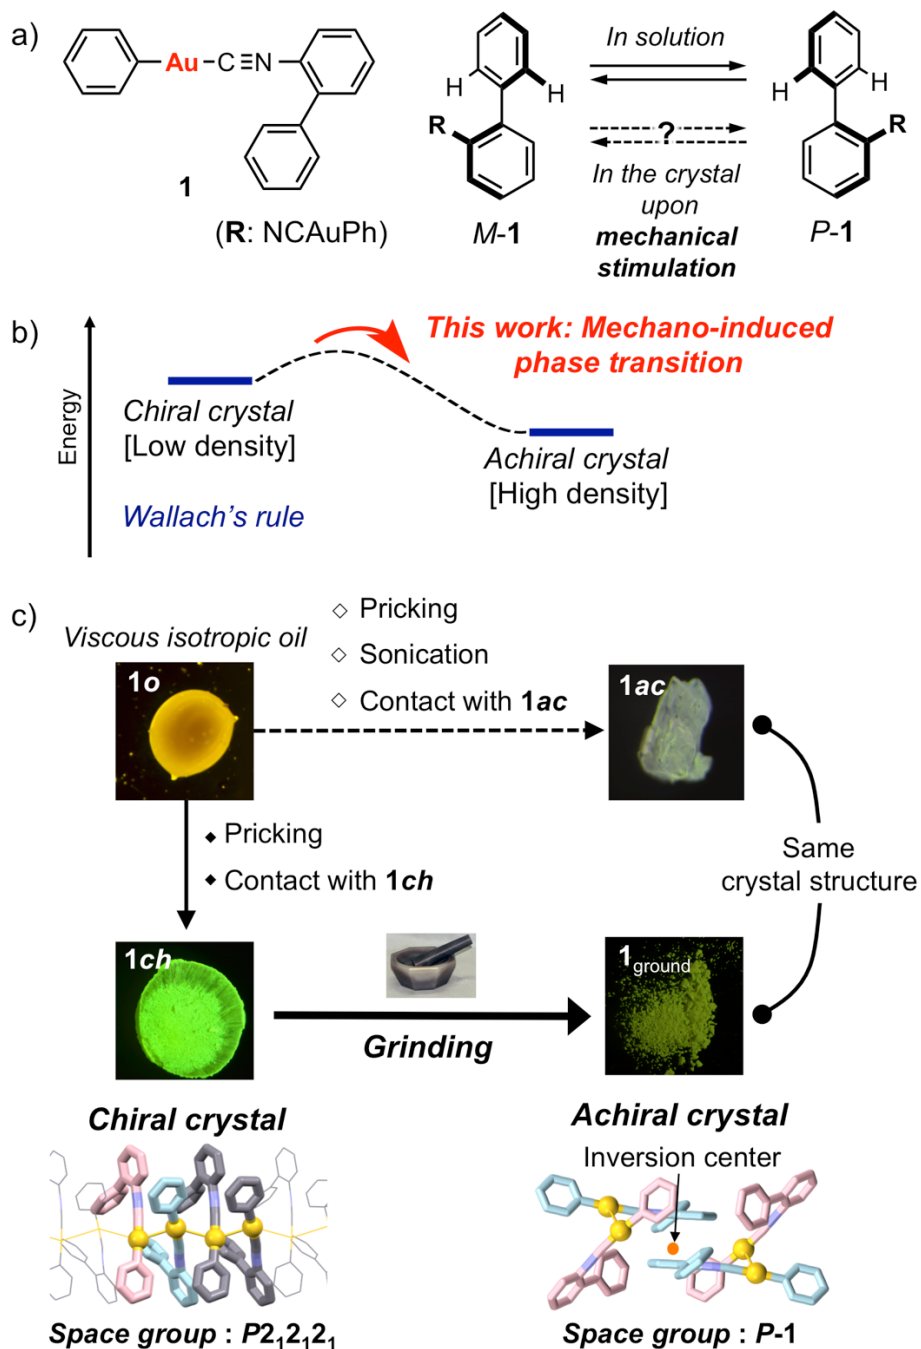 a)
Au
C≡N
1
(R: NCAuPh)
H
H
R
M-1
In solution
?
In the crystal
upon
mechanical
stimulation
H
H
R
P-1
b)
Energy
This work: Mechano-induced
phase transition
Chiral crystal
[Low density]
Achiral crystal
[High density]
Wallach's rule
c)
Viscous isotropic oil
1o
◇ Pricking
◇ Sonication
◇ Contact with 1ac
1ac
◆ Pricking
◆ Contact with 1ch
Same
crystal structure
1ch
Grinding
1ground
Chiral crystal
Achiral crystal
Inversion center
Space group : P2₁2₁2₁
Space group : P-1